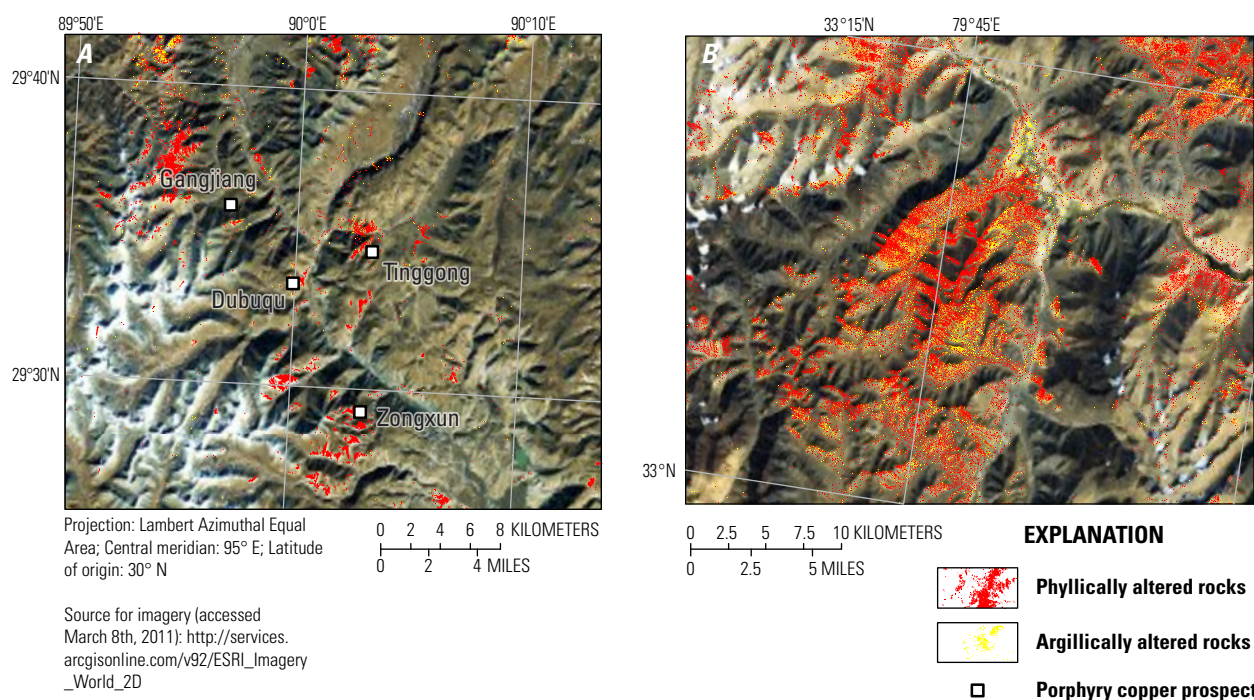 89°50'E
90°0'E
90°10'E
A
29°40'N
Gangjiang
Tinggong
Dubuqu
29°30'N
Zongxun
33°15'N
79°45'E
B
33°N
Projection: Lambert Azimuthal Equal
Area; Central meridian: 95° E; Latitude
of origin: 30° N
0 2 4 6 8 KILOMETERS
0 2 4 MILES
Source for imagery (accessed
March 8th, 2011): http://services.
arcgisonline.com/v92/ESRI_Imagery
_World_2D
0 2.5 5 7.5 10 KILOMETERS
0 2.5 5 MILES
EXPLANATION
Phyllically altered rocks
Argillically altered rocks
Porphyry copper prospect